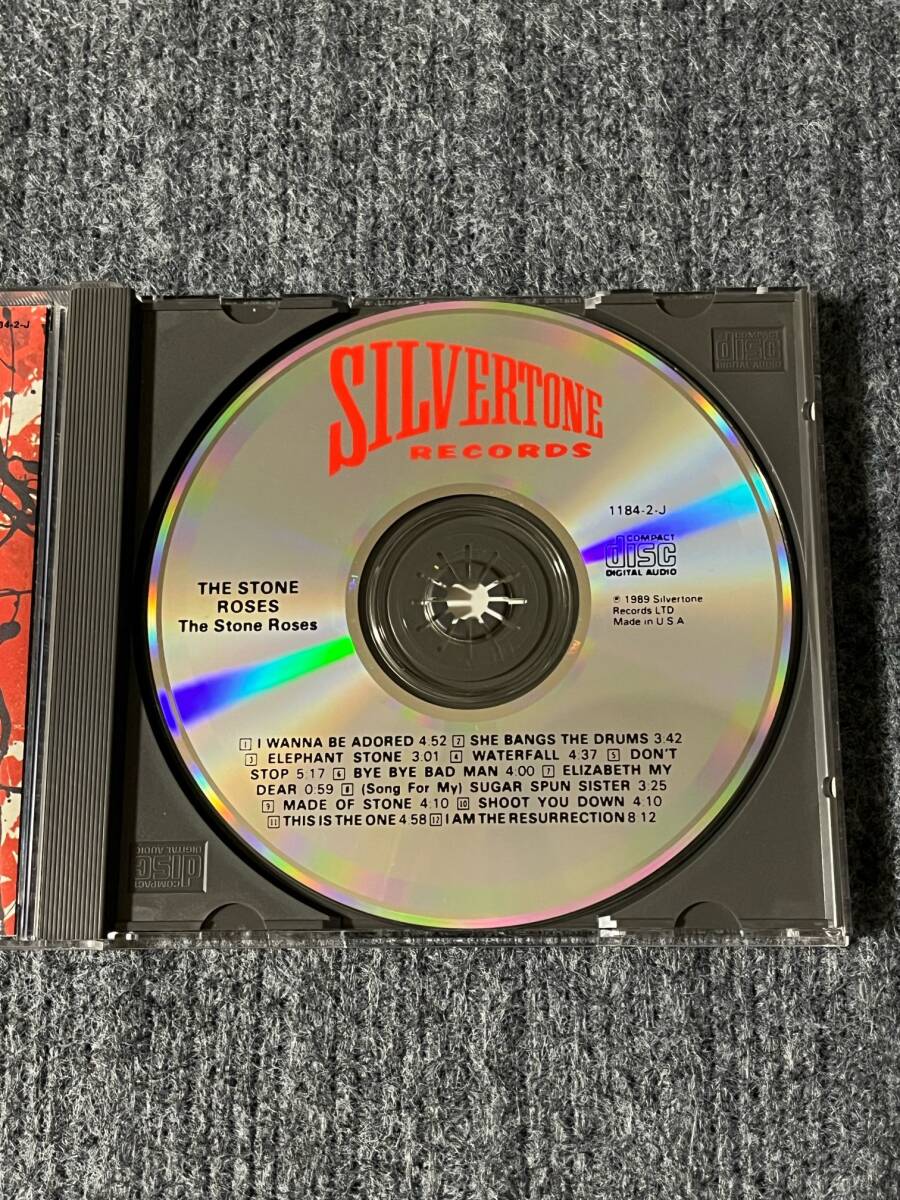 84-2-J
SILVERTONE
RECORDS
1184-2-J
COMPACT
disc
DIGITAL AUDIO
THE STONE
ROSES
The Stone Roses
℗ 1989 Silvertone
Records LTD
Made in U S A
1 I WANNA BE ADORED 4.52 2 SHE BANGS THE DRUMS 3.42
3 ELEPHANT STONE 3:01 4 WATERFALL 4:37 5 DON'T
STOP 5:17 6 BYE BYE BAD MAN 4:00 7 ELIZABETH MY
DEAR 0:59 8 (Song For My) SUGAR SPUN SISTER 3:25
9 MADE OF STONE 4:10 10 SHOOT YOU DOWN 4:10
11 THIS IS THE ONE 4:58 12 I AM THE RESURRECTION 8 12
COMPACT
disc
DIGITAL AUDIO
COMPACT
disc
DIGITAL AUDIO